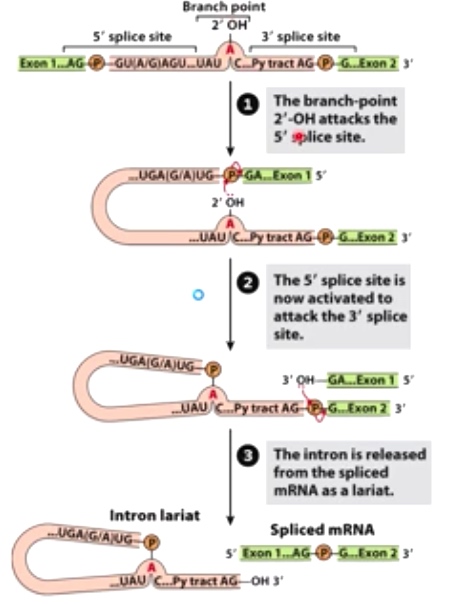 Branch point
2′ OH
5′ splice site
3′ splice site
Exon 1...AG P GU(A/G)AGU...UAU A C...Py tract AG P G...Exon 2 3′
1 The branch-point
2′-OH attacks the
5′ splice site.
...UGA(G/A)UG P GA...Exon 1 5′
2′ ÖH
A
...UAU C...Py tract AG P G...Exon 2 3′
2 The 5′ splice site is
now activated to
attack the 3′ splice
site.
...UGA(G/A)UG P
3′ OH GA...Exon 1 5′
A
...UAU C...Py tract AG P G...Exon 2 3′
3 The intron is released
from the spliced
mRNA as a lariat.
Intron lariat
Spliced mRNA
...UGA(G/A)UG P
5′ Exon 1...AG P G...Exon 2 3′
A
...UAU C...Py tract AG OH 3′